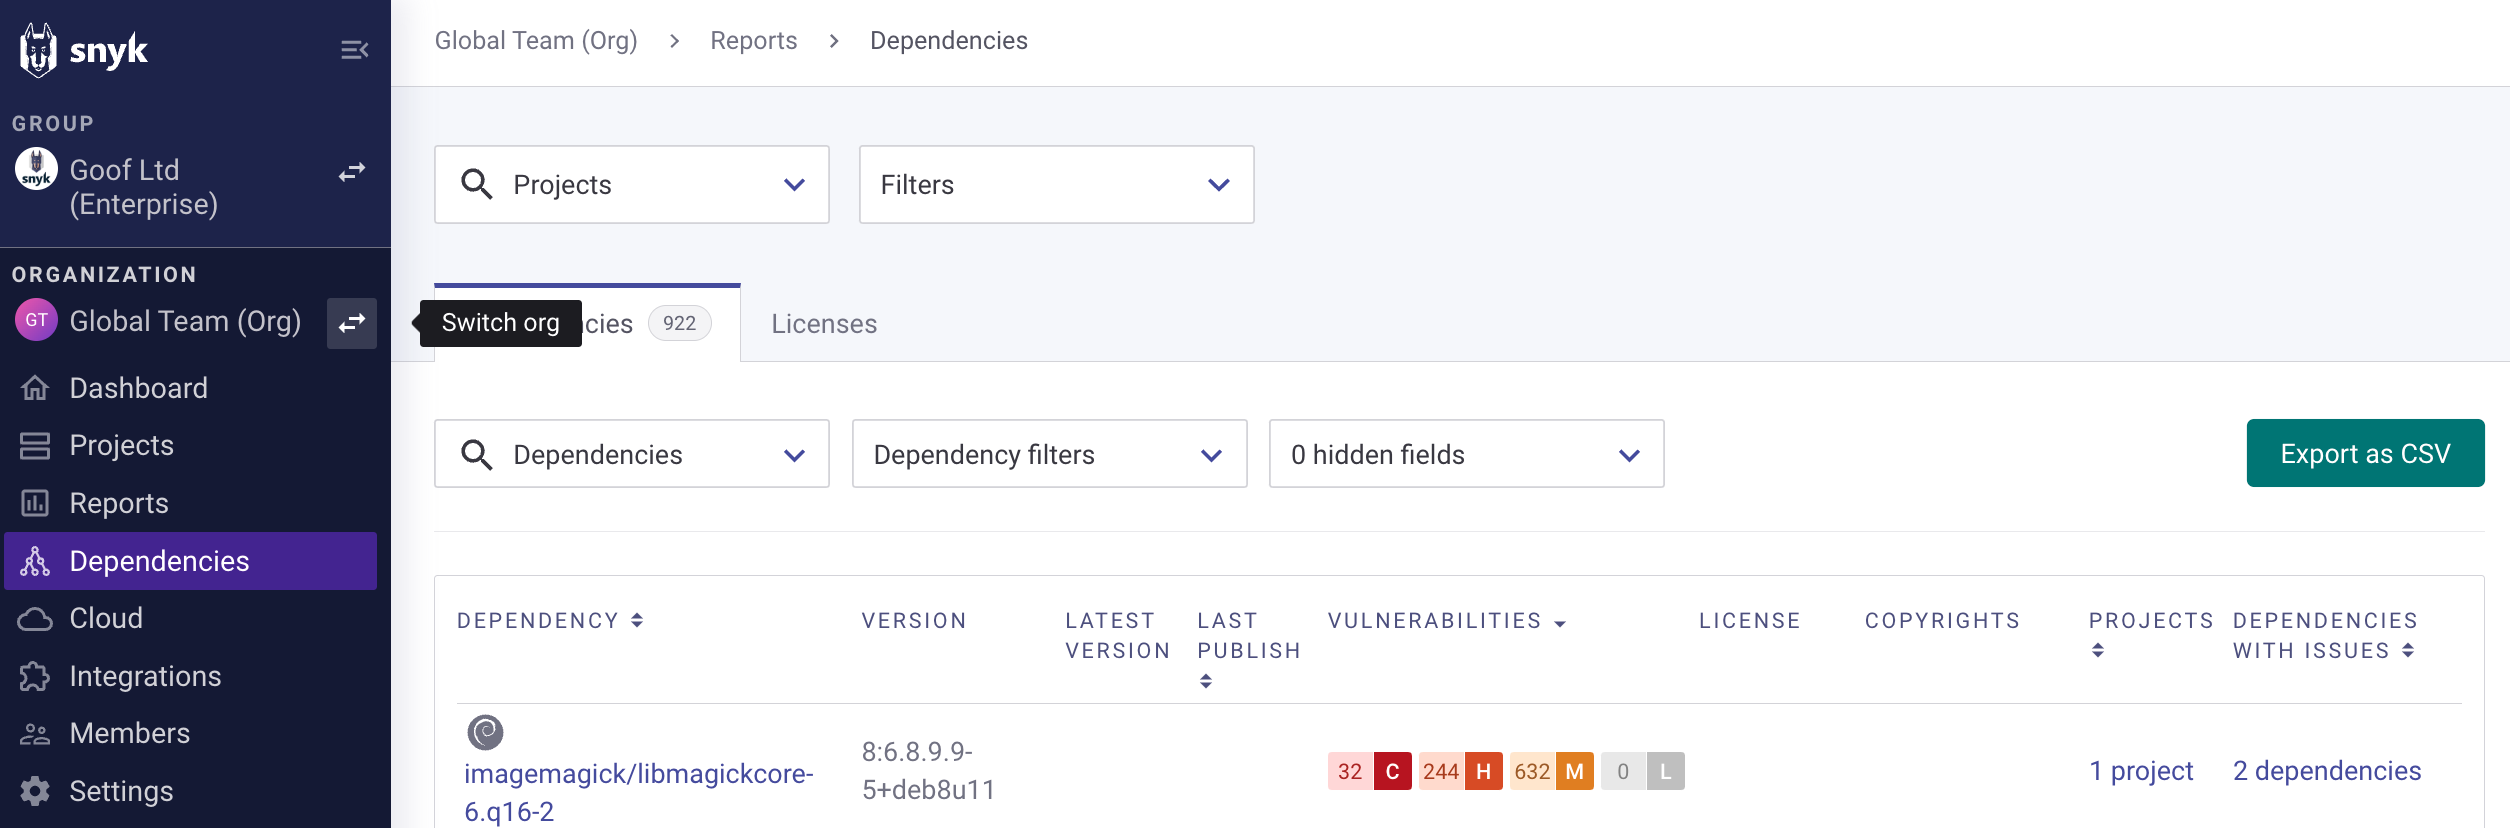 snyk
GROUP
snyk
Goof Ltd
(Enterprise)
ORGANIZATION
GT
Global Team (Org)
Dashboard
Projects
Reports
Dependencies
Cloud
Integrations
Members
Settings
Global Team (Org) > Reports > Dependencies
Projects
Filters
Switch org
cies 922
Licenses
Dependencies
Dependency filters
0 hidden fields
Export as CSV
DEPENDENCY
VERSION
LATEST
VERSION
LAST
PUBLISH
VULNERABILITIES
LICENSE
COPYRIGHTS
PROJECTS
DEPENDENCIES
WITH ISSUES
imagemagick/libmagickcore-
6.q16-2
8:6.8.9.9-
5+deb8u11
32 C 244 H 632 M 0 L
1 project
2 dependencies